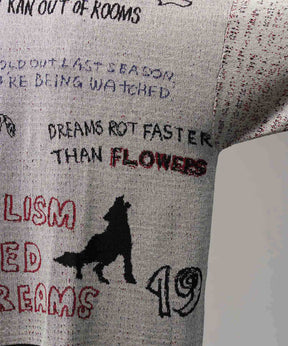 RAN OUT OF ROOMS
OLD OUT LAST SEASON
RE BEING WATCHED
DREAMS ROT FASTER
THAN FLOWERS
LISM
ED
REAMS
19